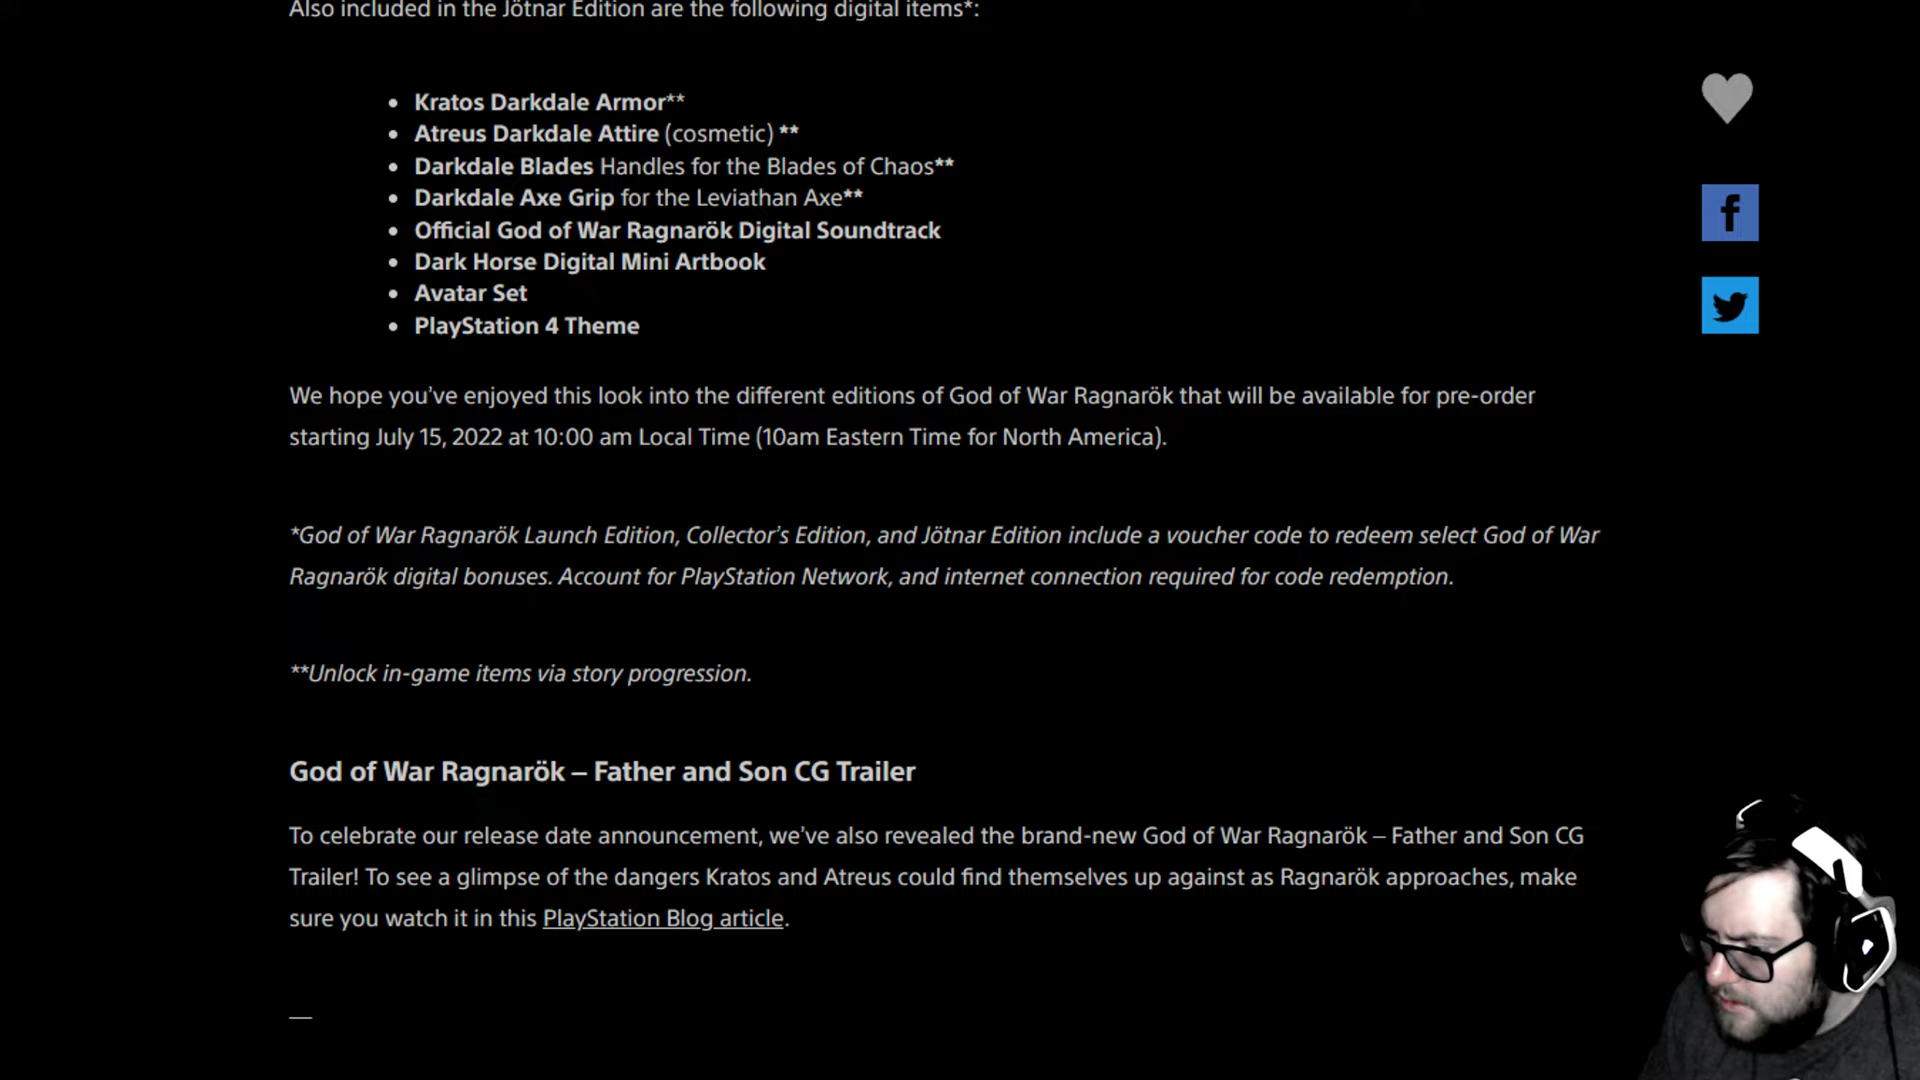 Also included in the Jötnar Edition are the following digital items*:
• Kratos Darkdale Armor**
• Atreus Darkdale Attire (cosmetic) **
• Darkdale Blades Handles for the Blades of Chaos**
• Darkdale Axe Grip for the Leviathan Axe**
• Official God of War Ragnarök Digital Soundtrack
• Dark Horse Digital Mini Artbook
• Avatar Set
• PlayStation 4 Theme
We hope you’ve enjoyed this look into the different editions of God of War Ragnarök that will be available for pre-order
starting July 15, 2022 at 10:00 am Local Time (10am Eastern Time for North America).
*God of War Ragnarök Launch Edition, Collector’s Edition, and Jötnar Edition include a voucher code to redeem select God of War
Ragnarök digital bonuses. Account for PlayStation Network, and internet connection required for code redemption.
**Unlock in-game items via story progression.
God of War Ragnarök – Father and Son CG Trailer
To celebrate our release date announcement, we’ve also revealed the brand-new God of War Ragnarök – Father and Son CG
Trailer! To see a glimpse of the dangers Kratos and Atreus could find themselves up against as Ragnarök approaches, make
sure you watch it in this PlayStation Blog article.
—